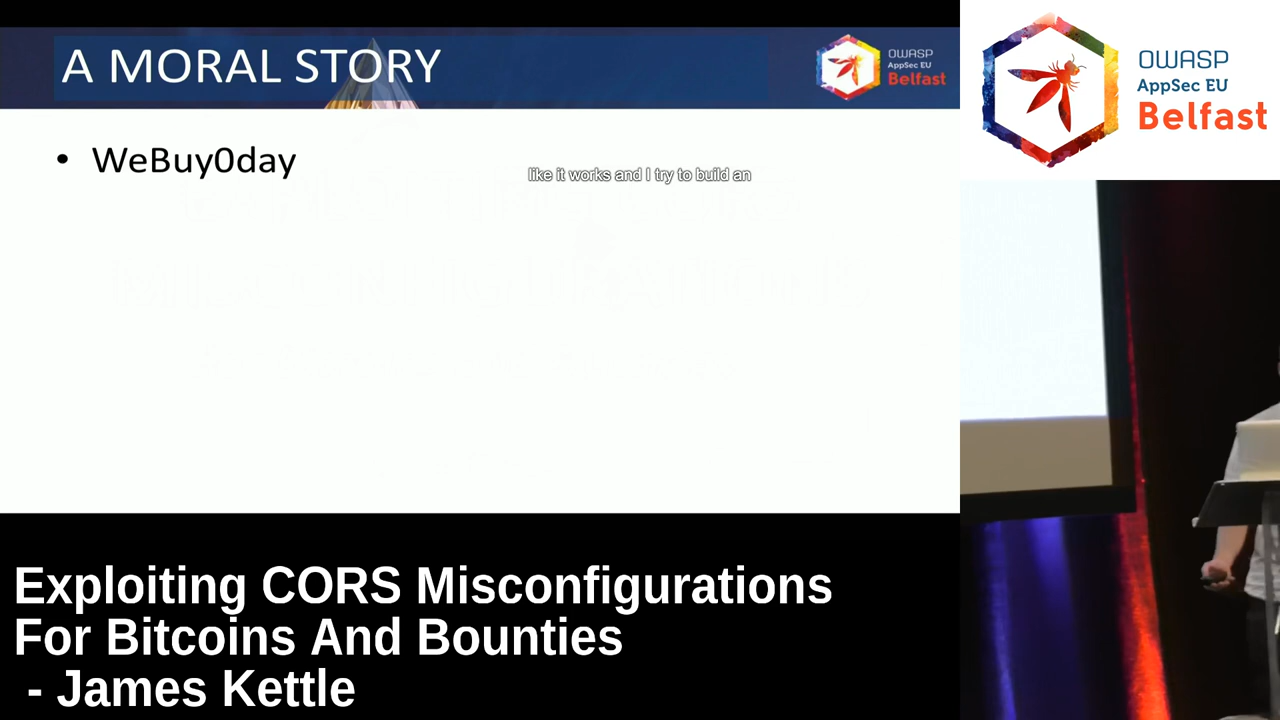 A MORAL STORY
OWASP
AppSec EU
Belfast
• WeBuy0day
like it works and I try to build an
OWASP
AppSec EU
Belfast
Exploiting CORS Misconfigurations
For Bitcoins And Bounties
- James Kettle